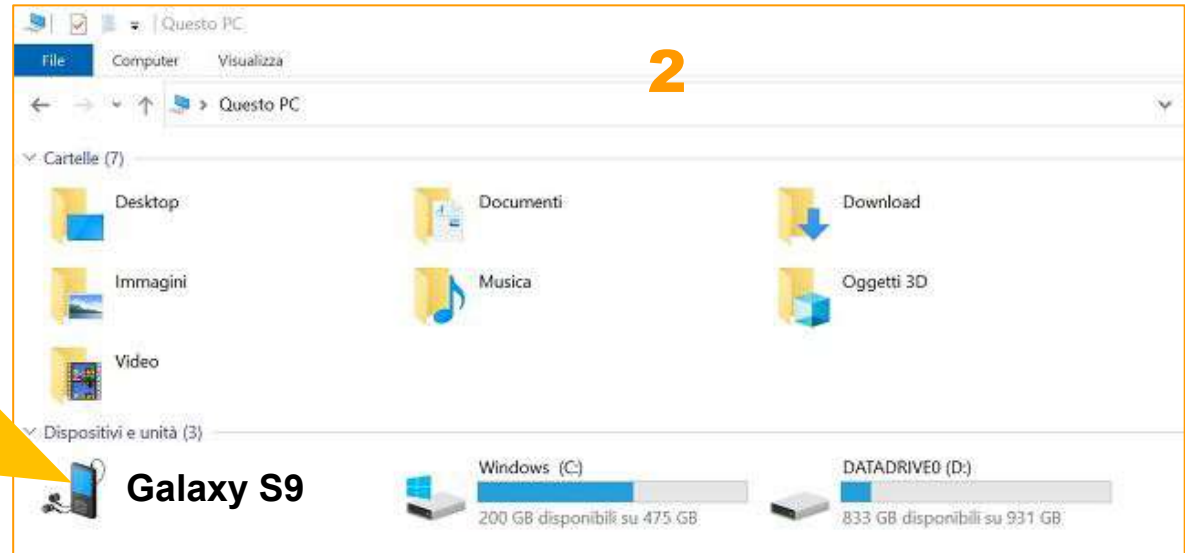 Questo PC
File Computer Visualizza
2
Questo PC
Cartelle (7)
Desktop Documenti Download
Immagini Musica Oggetti 3D
Video
Dispositivi e unità (3)
Galaxy S9
Windows (C:) DATADRIVE0 (D:)
200 GB disponibili su 475 GB 833 GB disponibili su 931 GB